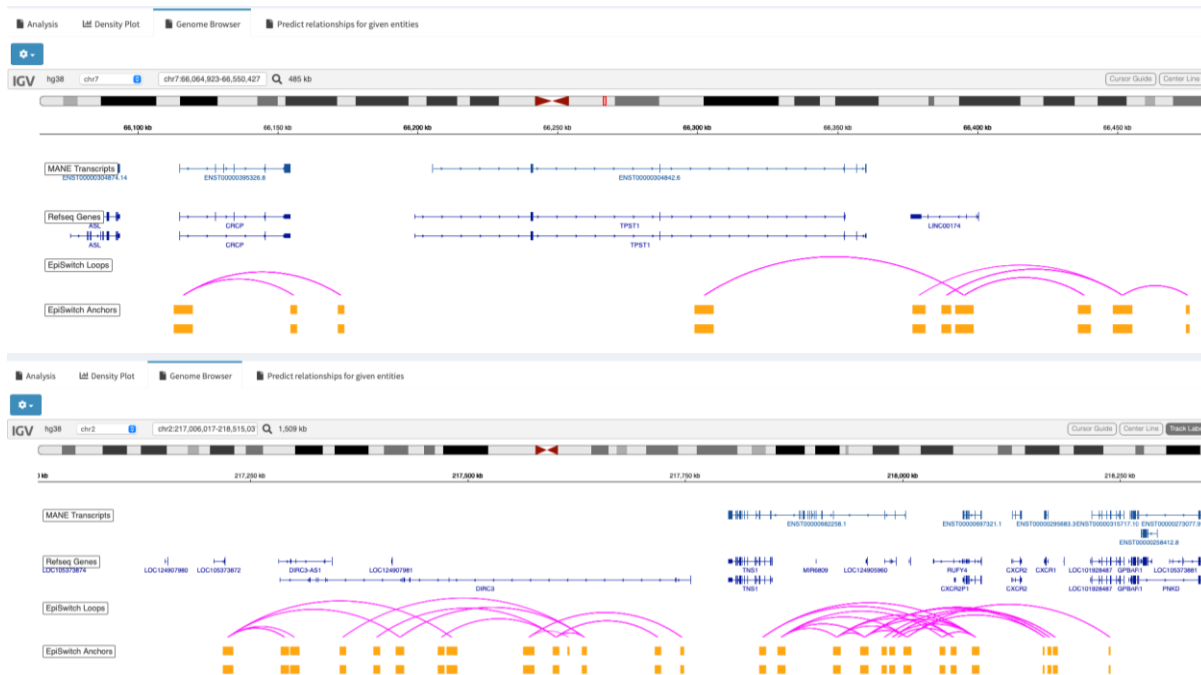 Analysis Density Plot Genome Browser Predict relationships for given entities
IGV hg38 chr7 chr7:66,064,923-66,550,427 485 kb Cursor Guide Center Line
66,100 kb 66,150 kb 66,200 kb 66,250 kb 66,300 kb 66,350 kb 66,400 kb 66,450 kb
MANE Transcripts
ENST00000304874.14 ENST00000395326.8 ENST00000304842.6
Refseq Genes
ASL CRCP TPST1 LINC00174
ASL CRCP TPST1
EpiSwitch Loops
EpiSwitch Anchors
Analysis Density Plot Genome Browser Predict relationships for given entities
IGV hg38 chr2 chr2:217,006,017-218,515,03 1,509 kb Cursor Guide Center Line Track Lab
kb 217,250 kb 217,500 kb 217,750 kb 218,000 kb 218,250 kb
MANE Transcripts
ENST00000682258.1 ENST00000697321.1 ENST00000295683.3 ENST00000315717.10 ENST00000273077.9
ENST00000258412.8
Refseq Genes
LOC105373874 LOC124907980 LOC105373872 DIRC3-AS1 LOC124907981 TNS1 MIR6809 LOC124905960 RUFY4 CXCR2 CXCR1 LOC101928487 GPBAR1 LOC105373881
DIRC3 TNS1 CXCR2P1 CXCR2 LOC101928487 GPBAR1 PNKD
EpiSwitch Loops
EpiSwitch Anchors